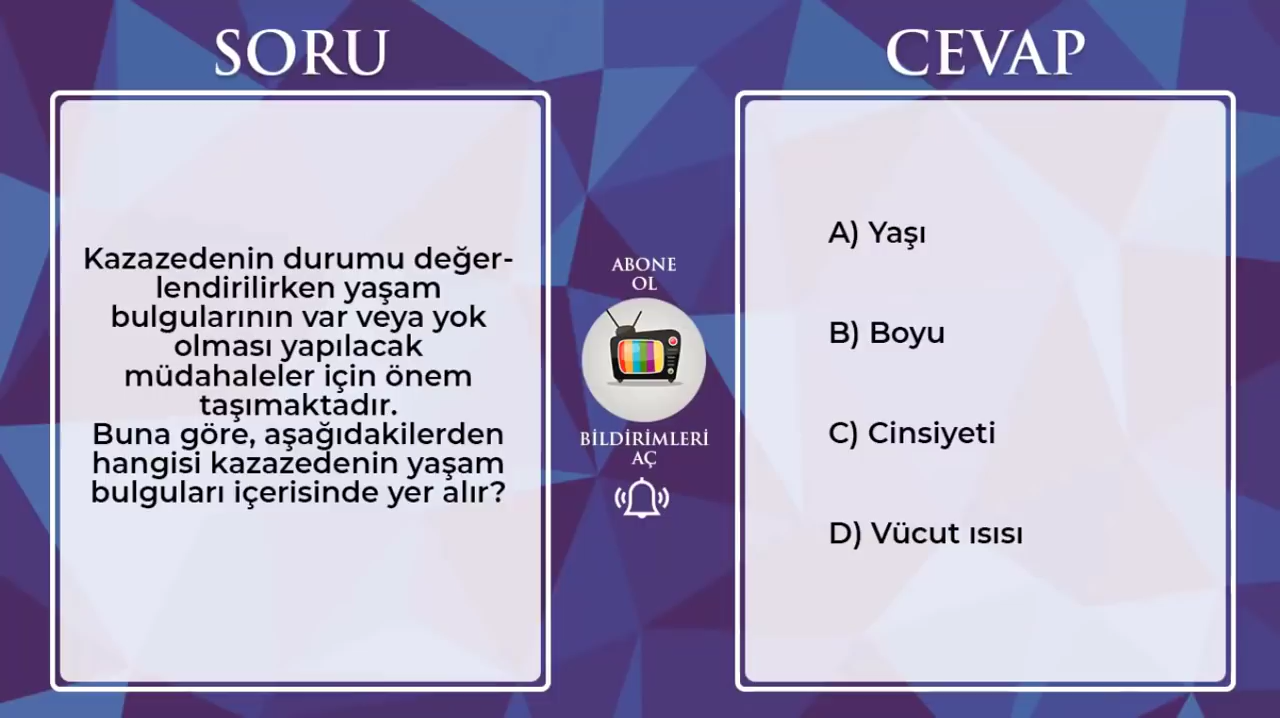 SORU
Kazazedenin durumu değer-
lendirilirken yaşam
bulgularının var veya yok
olması yapılacak
müdahaleler için önem
taşımaktadır.
Buna göre, aşağıdakilerden
hangisi kazazedenin yaşam
bulguları içerisinde yer alır?
ABONE
OL
BİLDİRİMLERİ
AÇ
CEVAP
A) Yaşı
B) Boyu
C) Cinsiyeti
D) Vücut ısısı